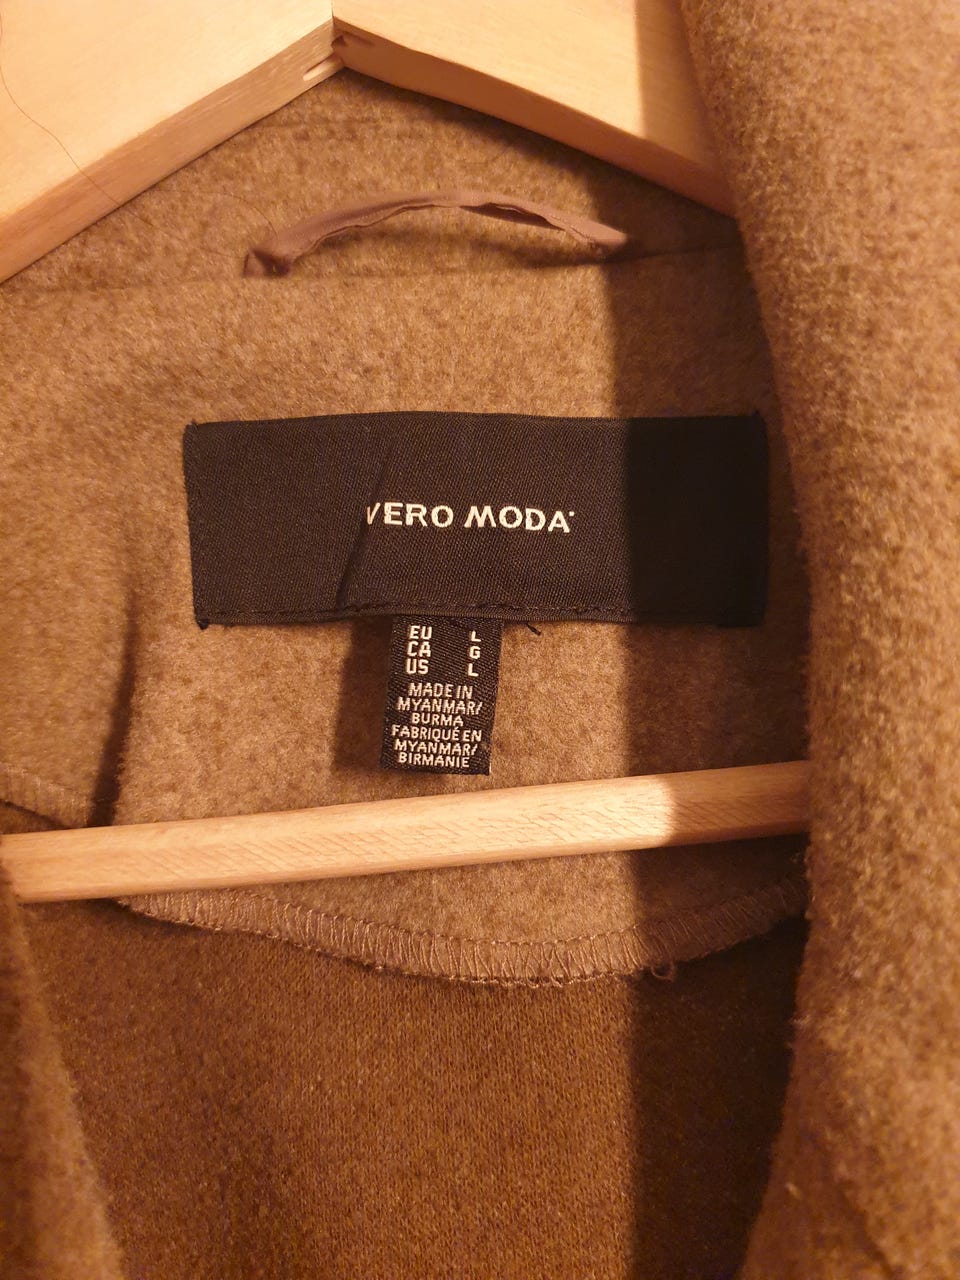 VERO MODA
EU L
CA G
US L
MADE IN
MYANMAR/
BURMA
FABRIQUÉ EN
MYANMAR/
BIRMANIE